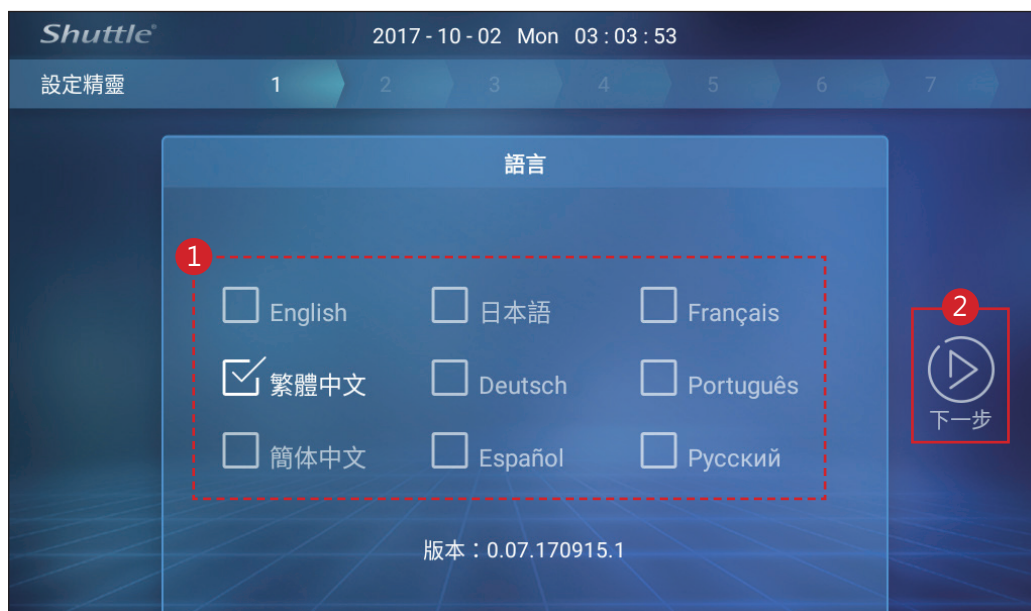 Shuttle® 2017-10-02 Mon 03:03:53
設定精靈 1 2 3 4 5 6 7
語言
1
English 日本語 Français
2
繁體中文 Deutsch Português
下一步
簡体中文 Español Русский
版本：0.07.170915.1